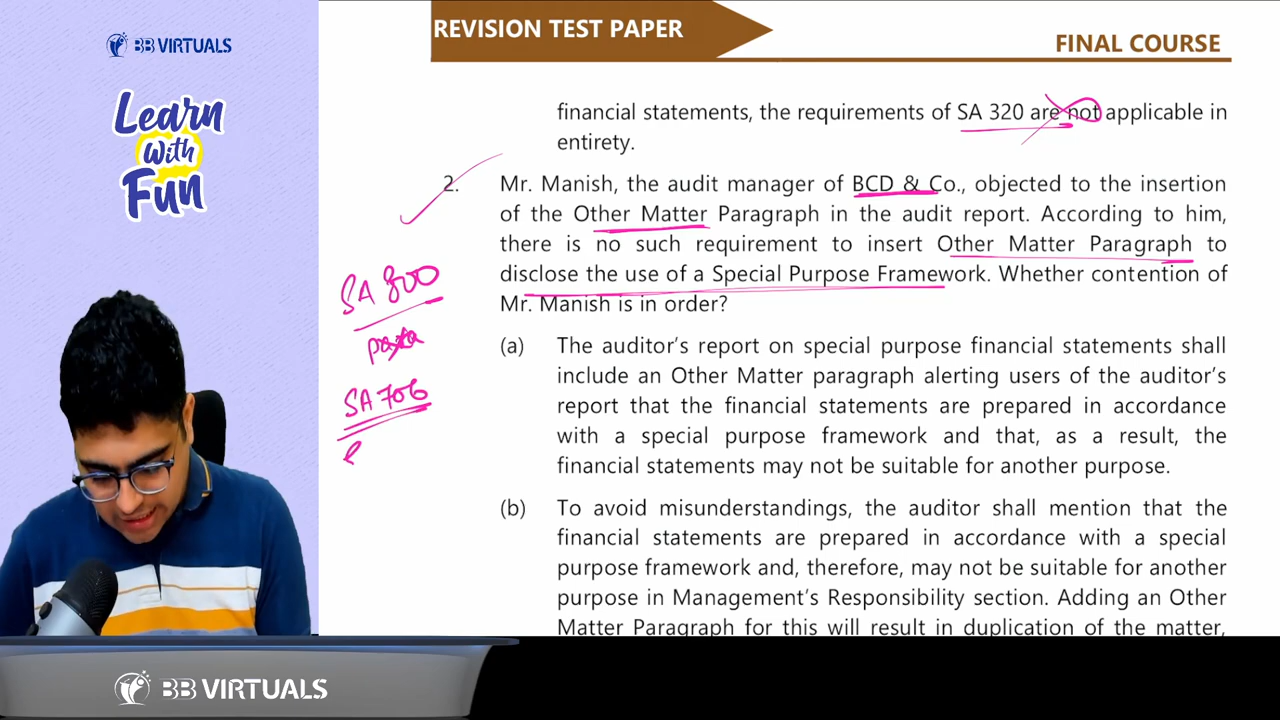 BB VIRTUALS
Learn
With
Fun
REVISION TEST PAPER
FINAL COURSE
financial statements, the requirements of SA 320 are not applicable in
entirety.
2. Mr. Manish, the audit manager of BCD & Co., objected to the insertion
of the Other Matter Paragraph in the audit report. According to him,
there is no such requirement to insert Other Matter Paragraph to
disclose the use of a Special Purpose Framework. Whether contention of
Mr. Manish is in order?
SA 800
SA 706
(a) The auditor's report on special purpose financial statements shall
include an Other Matter paragraph alerting users of the auditor's
report that the financial statements are prepared in accordance
with a special purpose framework and that, as a result, the
financial statements may not be suitable for another purpose.
(b) To avoid misunderstandings, the auditor shall mention that the
financial statements are prepared in accordance with a special
purpose framework and, therefore, may not be suitable for another
purpose in Management's Responsibility section. Adding an Other
Matter Paragraph for this will result in duplication of the matter,
BB VIRTUALS